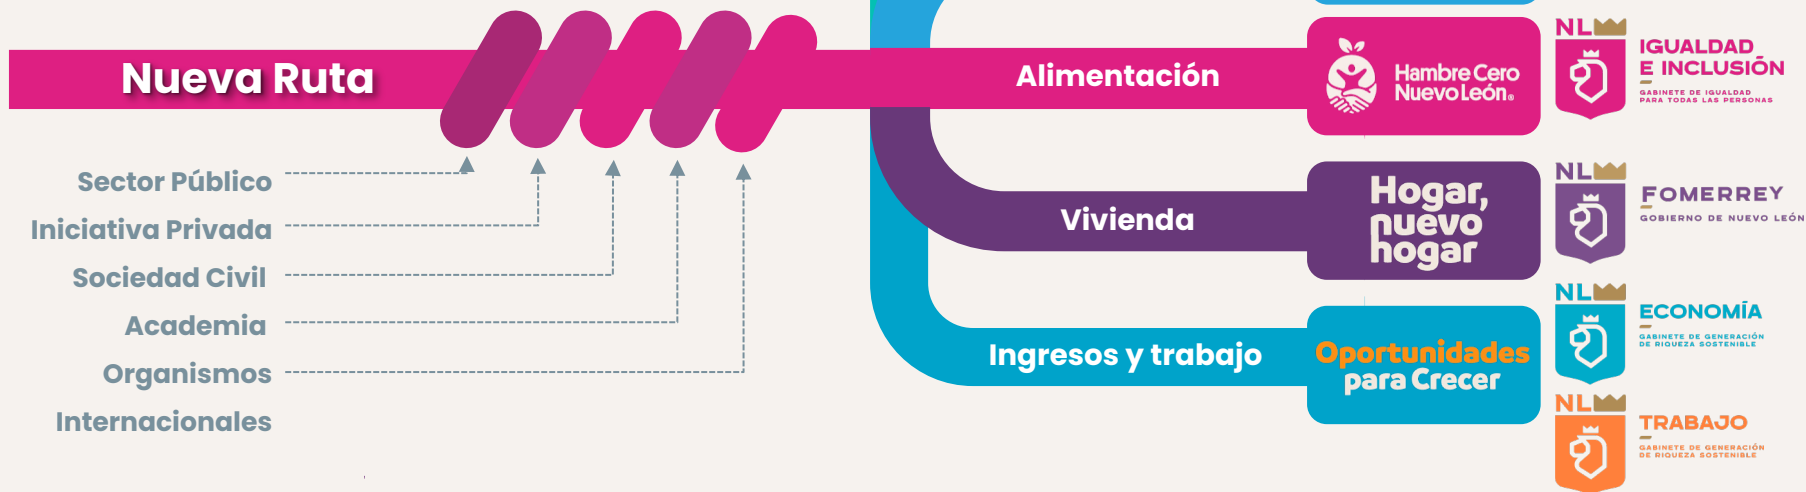 Nueva Ruta
Sector Público
Iniciativa Privada
Sociedad Civil
Academia
Organismos
Internacionales
Alimentación
Hambre Cero
Nuevo León®
NL
IGUALDAD
E INCLUSIÓN
GABINETE DE IGUALDAD
PARA TODAS LAS PERSONAS
Vivienda
Hogar,
nuevo
hogar
NL
FOMERREY
GOBIERNO DE NUEVO LEÓN
Ingresos y trabajo
Oportunidades
para Crecer
NL
ECONOMÍA
GABINETE DE GENERACIÓN
DE RIQUEZA SOSTENIBLE
NL
TRABAJO
GABINETE DE GENERACIÓN
DE RIQUEZA SOSTENIBLE